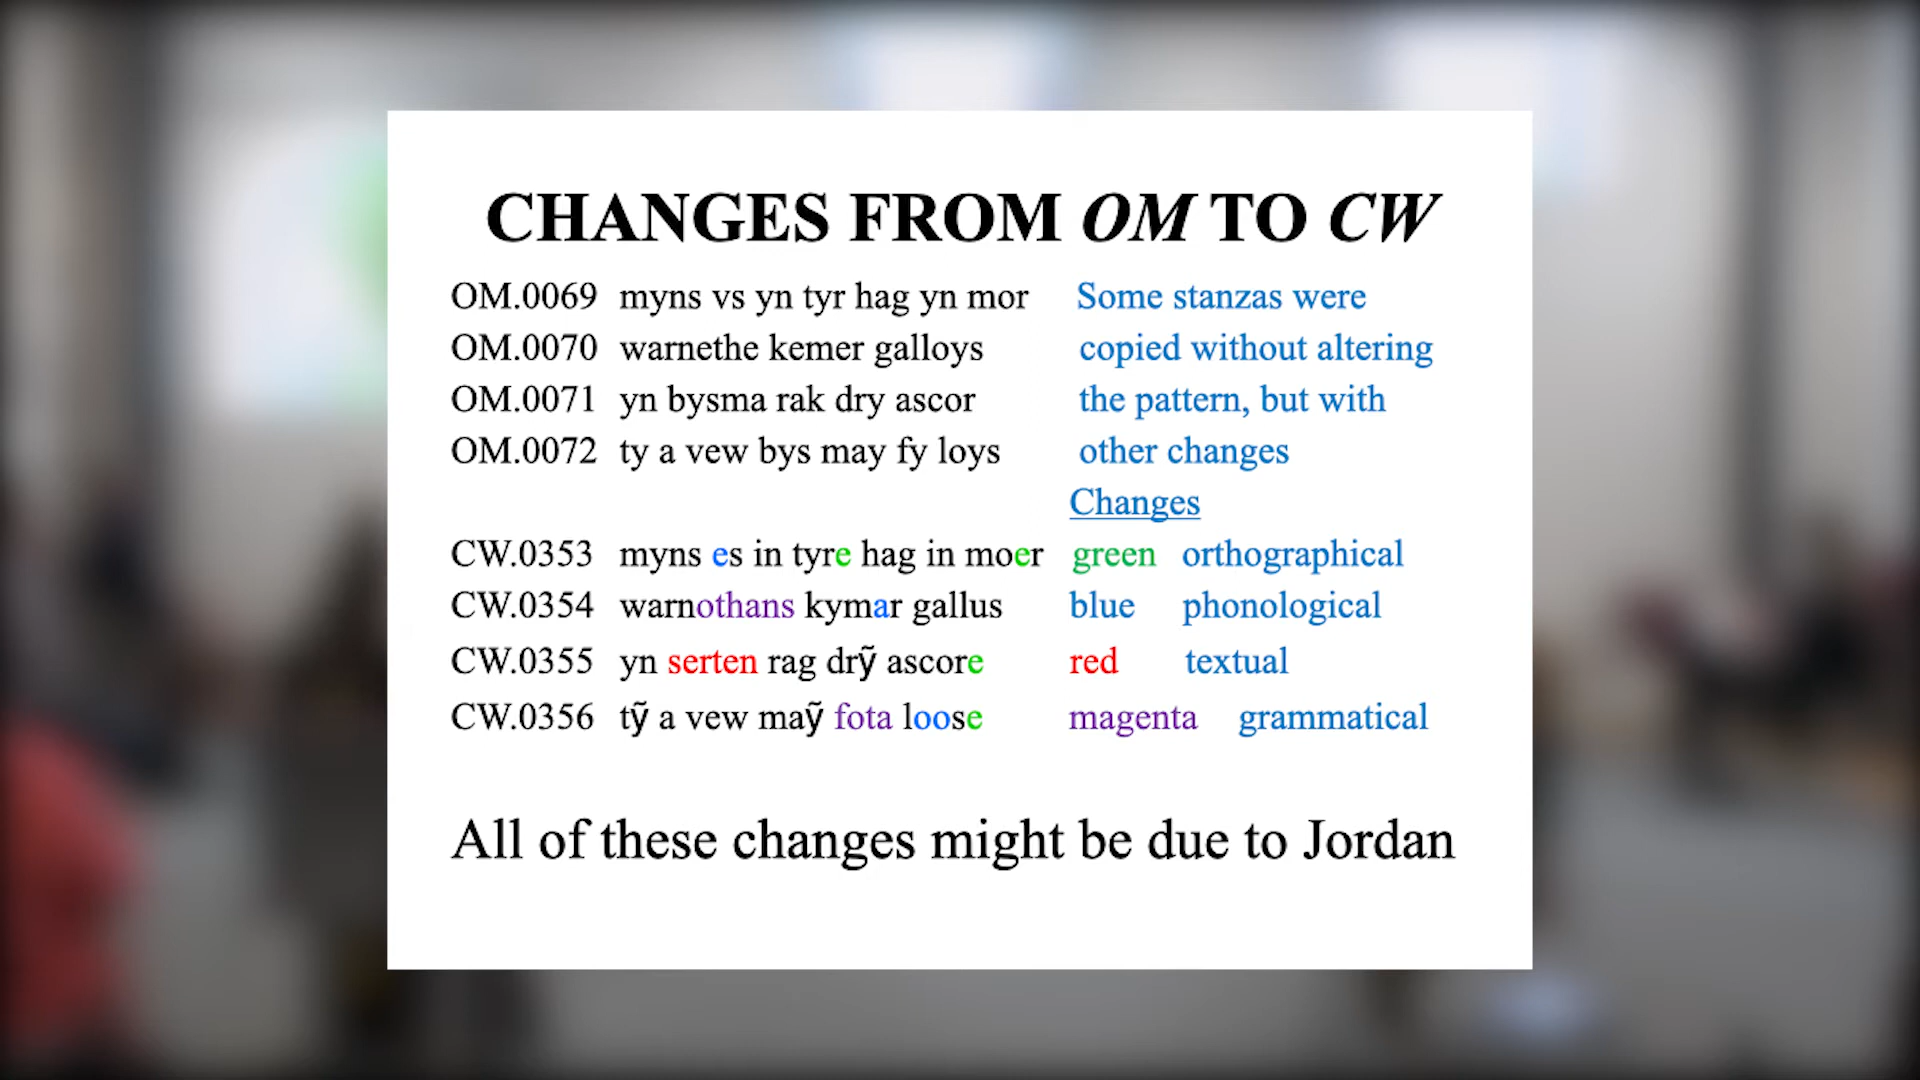 CHANGES FROM OM TO CW
OM.0069 myns vs yn tyr hag yn mor Some stanzas were
OM.0070 warnethe kemer galloys copied without altering
OM.0071 yn bysma rak dry ascor the pattern, but with
OM.0072 ty a vew bys may fy loys other changes
Changes
CW.0353 myns es in tyre hag in moer green orthographical
CW.0354 warnothans kymar gallus blue phonological
CW.0355 yn serten rag drỹ ascore red textual
CW.0356 tỹ a vew maỹ fota loose magenta grammatical
All of these changes might be due to Jordan